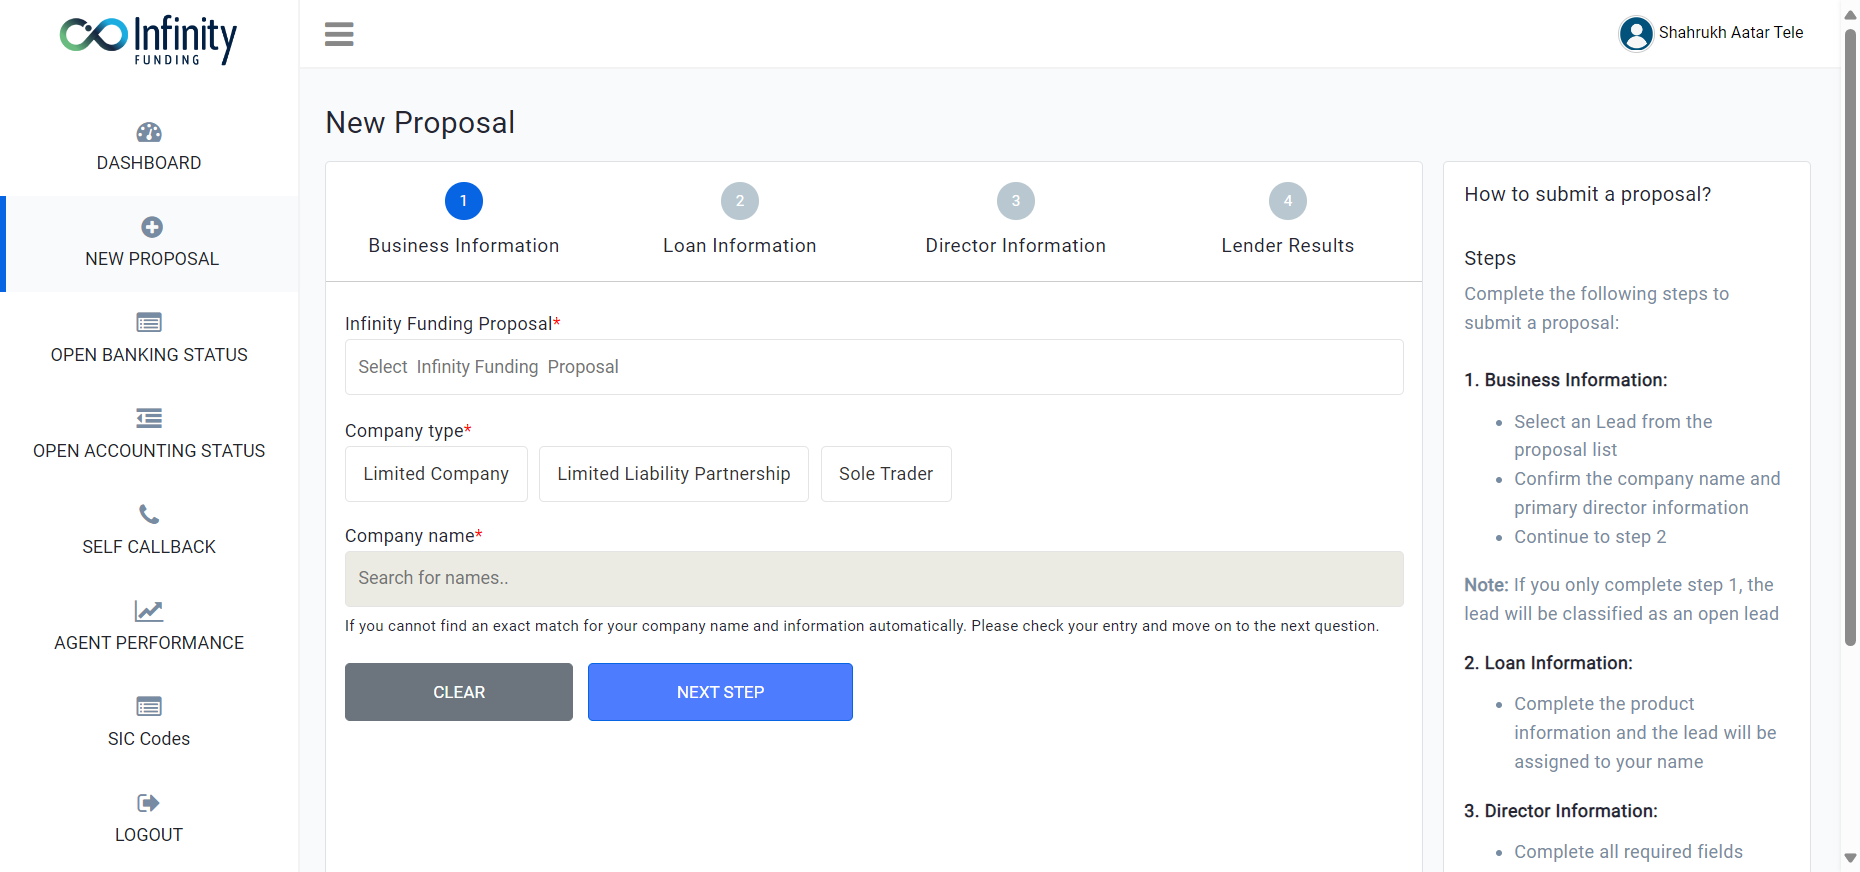 Infinity
FUNDING
DASHBOARD
NEW PROPOSAL
OPEN BANKING STATUS
OPEN ACCOUNTING STATUS
SELF CALLBACK
AGENT PERFORMANCE
SIC Codes
LOGOUT
Shahrukh Aatar Tele
New Proposal
1
Business Information
2
Loan Information
3
Director Information
4
Lender Results
Infinity Funding Proposal*
Select Infinity Funding Proposal
Company type*
Limited Company
Limited Liability Partnership
Sole Trader
Company name*
Search for names..
If you cannot find an exact match for your company name and information automatically. Please check your entry and move on to the next question.
CLEAR
NEXT STEP
How to submit a proposal?
Steps
Complete the following steps to
submit a proposal:
1. Business Information:
• Select an Lead from the
proposal list
• Confirm the company name and
primary director information
• Continue to step 2
Note: If you only complete step 1, the
lead will be classified as an open lead
2. Loan Information:
• Complete the product
information and the lead will be
assigned to your name
3. Director Information:
• Complete all required fields